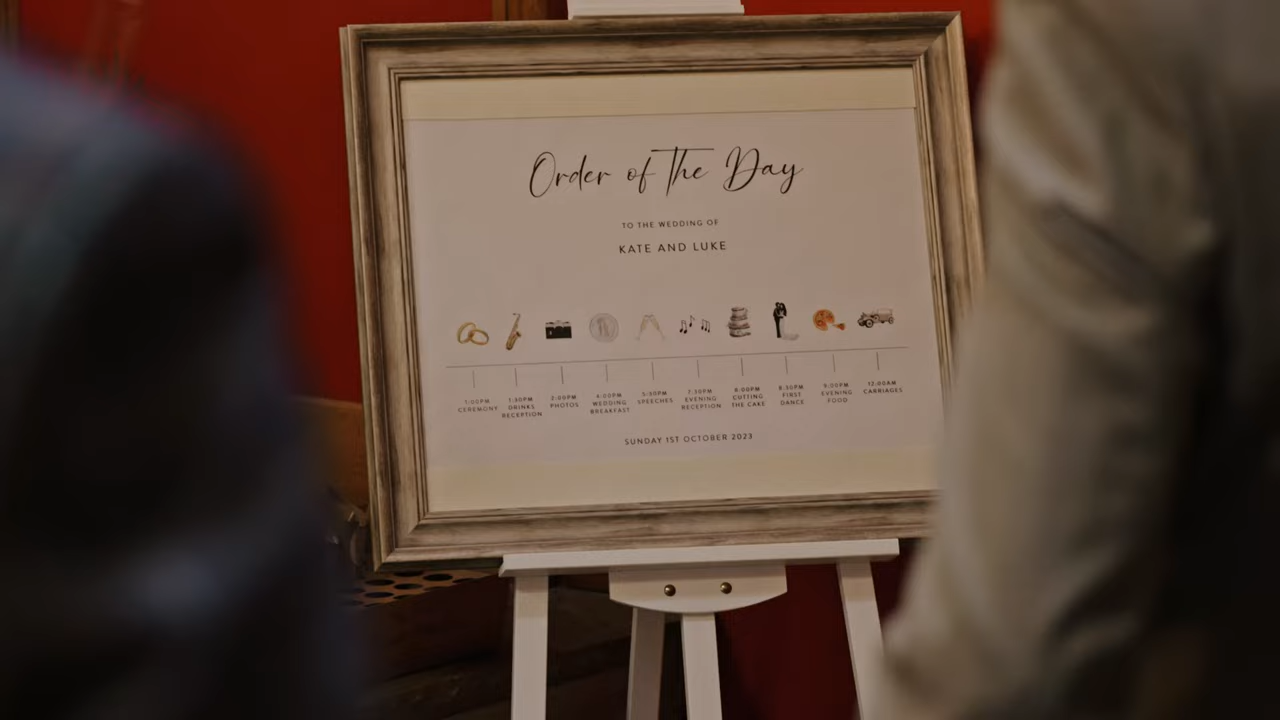 Order of The Day
TO THE WEDDING OF
KATE AND LUKE
1:00PM
CEREMONY
1:30PM
DRINKS
RECEPTION
2:00PM
PHOTOS
4:00PM
WEDDING
BREAKFAST
5:30PM
SPEECHES
7:30PM
EVENING
RECEPTION
CUTTING
THE CAKE
8:30PM
FIRST
DANCE
9:00PM
EVENING
FOOD
12:00AM
CARRIAGES
SUNDAY 1ST OCTOBER 2023